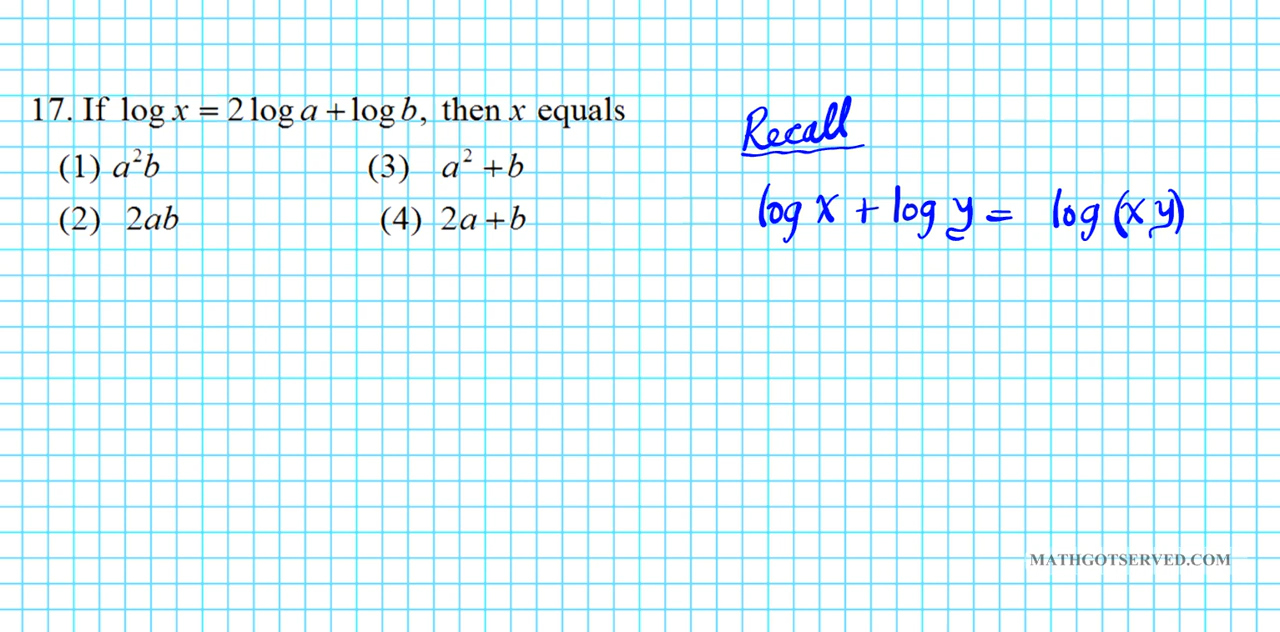 17. If log x = 2 log a + log b, then x equals
(1) a²b (3) a² + b
(2) 2ab (4) 2a + b
Recall
log x + log y = log (x y)
MATHGOTSERVED.COM